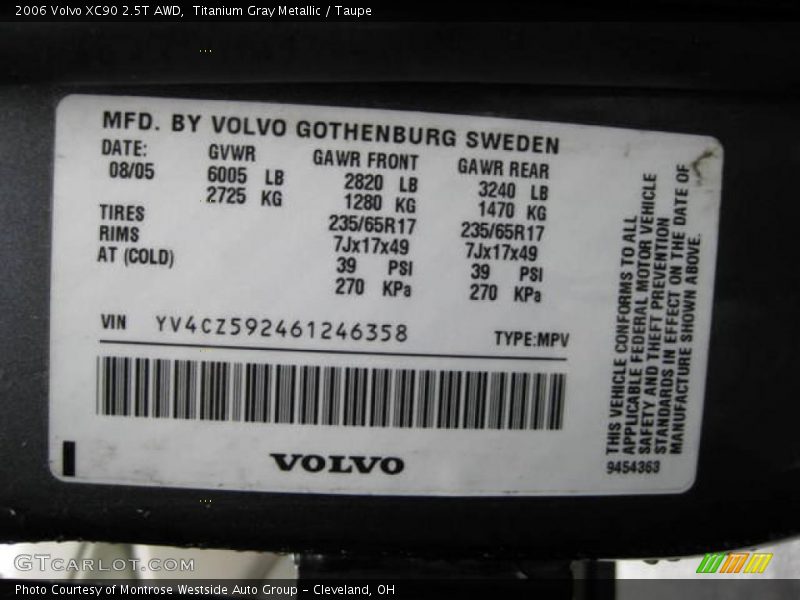 2006 Volvo XC90 2.5T AWD,  Titanium Gray Metallic / Taupe
MFD. BY VOLVO GOTHENBURG SWEDEN
DATE: GVWR GAWR FRONT GAWR REAR
08/05 6005 LB 2820 LB 3240 LB
2725 KG 1280 KG 1470 KG
TIRES 235/65R17 235/65R17
RIMS 7Jx17x49 7Jx17x49
AT (COLD) 39 PSI 39 PSI
270 KPa 270 KPa
VIN YV4CZ592461246358 TYPE:MPV
VOLVO
THIS VEHICLE CONFORMS TO ALL
APPLICABLE FEDERAL MOTOR VEHICLE
SAFETY AND THEFT PREVENTION
STANDARDS IN EFFECT ON THE DATE OF
MANUFACTURE SHOWN ABOVE.
9454363
GTCARLOT.COM
Photo Courtesy of Montrose Westside Auto Group - Cleveland, OH